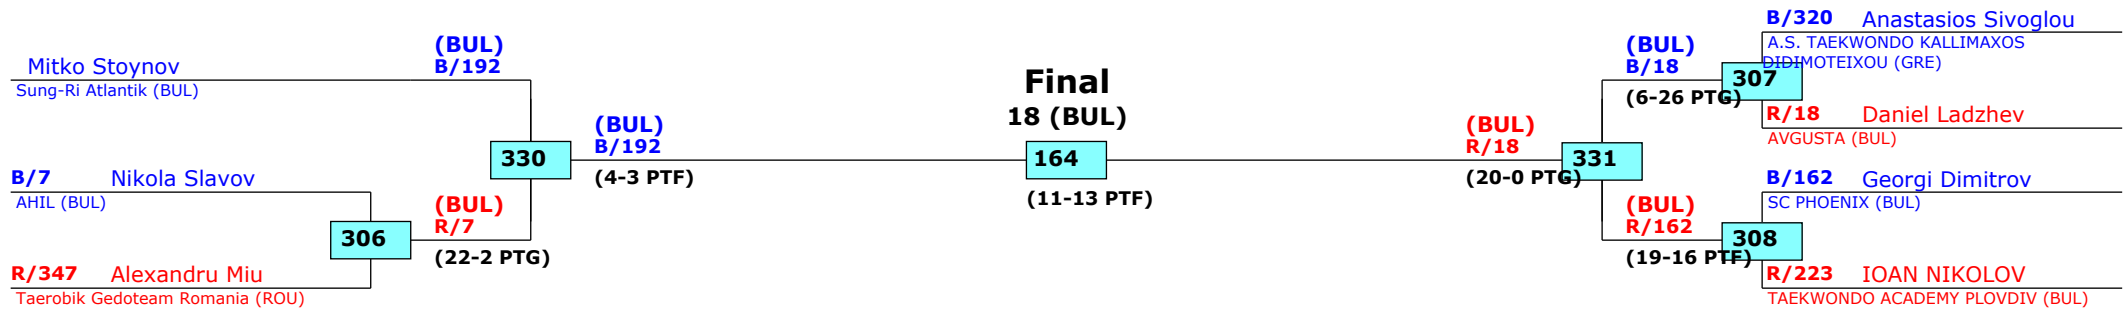 Mitko Stoynov
Sung-Ri Atlantik (BUL)
(BUL)
B/192
B/7 Nikola Slavov
AHIL (BUL)
306
R/347 Alexandru Miu
Taerobik Gedoteam Romania (ROU)
(BUL)
R/7
(22-2 PTG)
330
(BUL)
B/192
(4-3 PTF)
Final
18 (BUL)
164
(11-13 PTF)
(BUL)
R/18
(20-0 PTG)
331
(BUL)
B/18
(6-26 PTG)
307
B/320 Anastasios Sivoglou
A.S. TAEKWONDO KALLIMAXOS
DIDIMOTEIXOU (GRE)
R/18 Daniel Ladzhev
AVGUSTA (BUL)
(BUL)
R/162
(19-16 PTF)
308
B/162 Georgi Dimitrov
SC PHOENIX (BUL)
R/223 IOAN NIKOLOV
TAEKWONDO ACADEMY PLOVDIV (BUL)